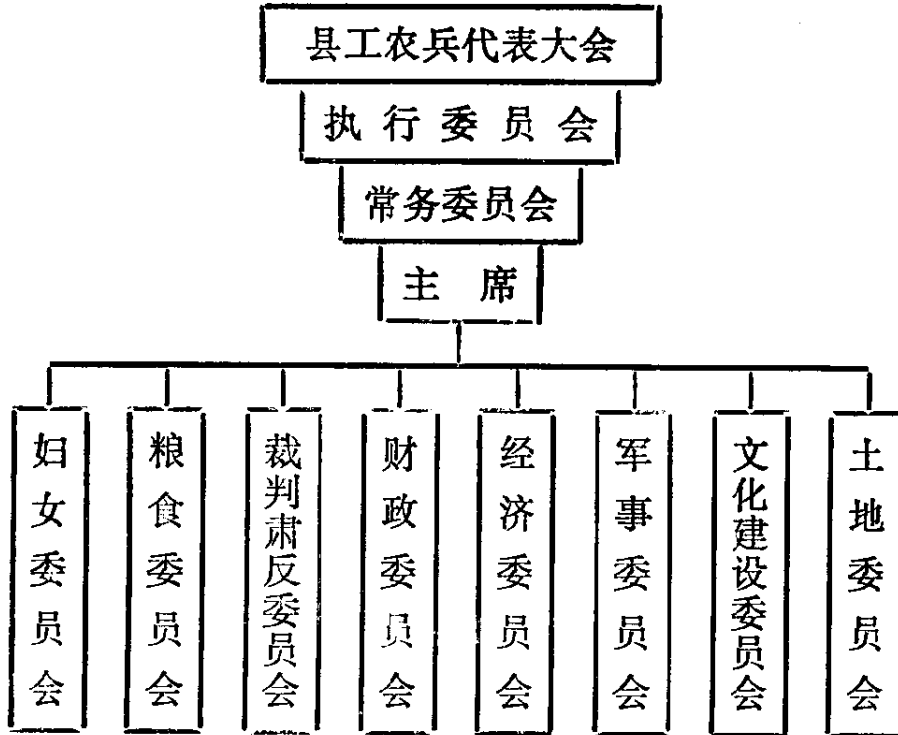 县工农兵代表大会
执行委员会
常务委员会
主席
妇女委员会
粮食委员会
裁判肃反委员会
财政委员会
经济委员会
军事委员会
文化建设委员会
土地委员会